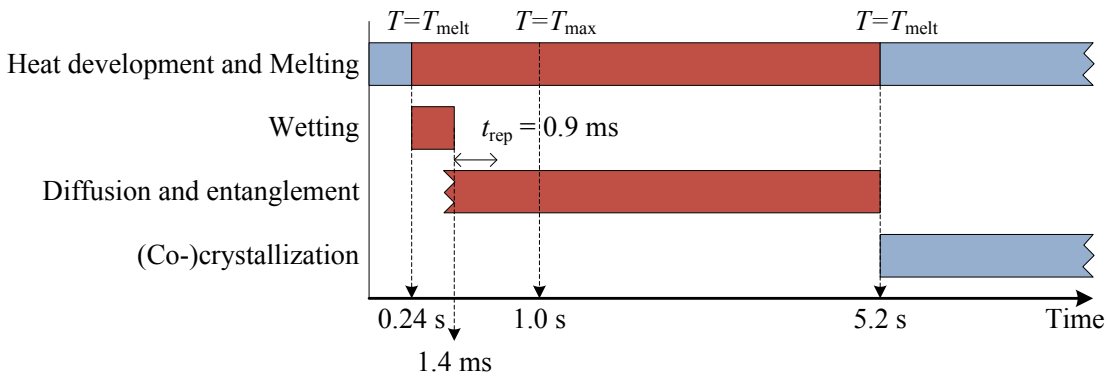 T=Tmelt T=Tmax T=Tmelt
Heat development and Melting
Wetting
trep = 0.9 ms
Diffusion and entanglement
(Co-)crystallization
0.24 s 1.0 s 5.2 s Time
1.4 ms